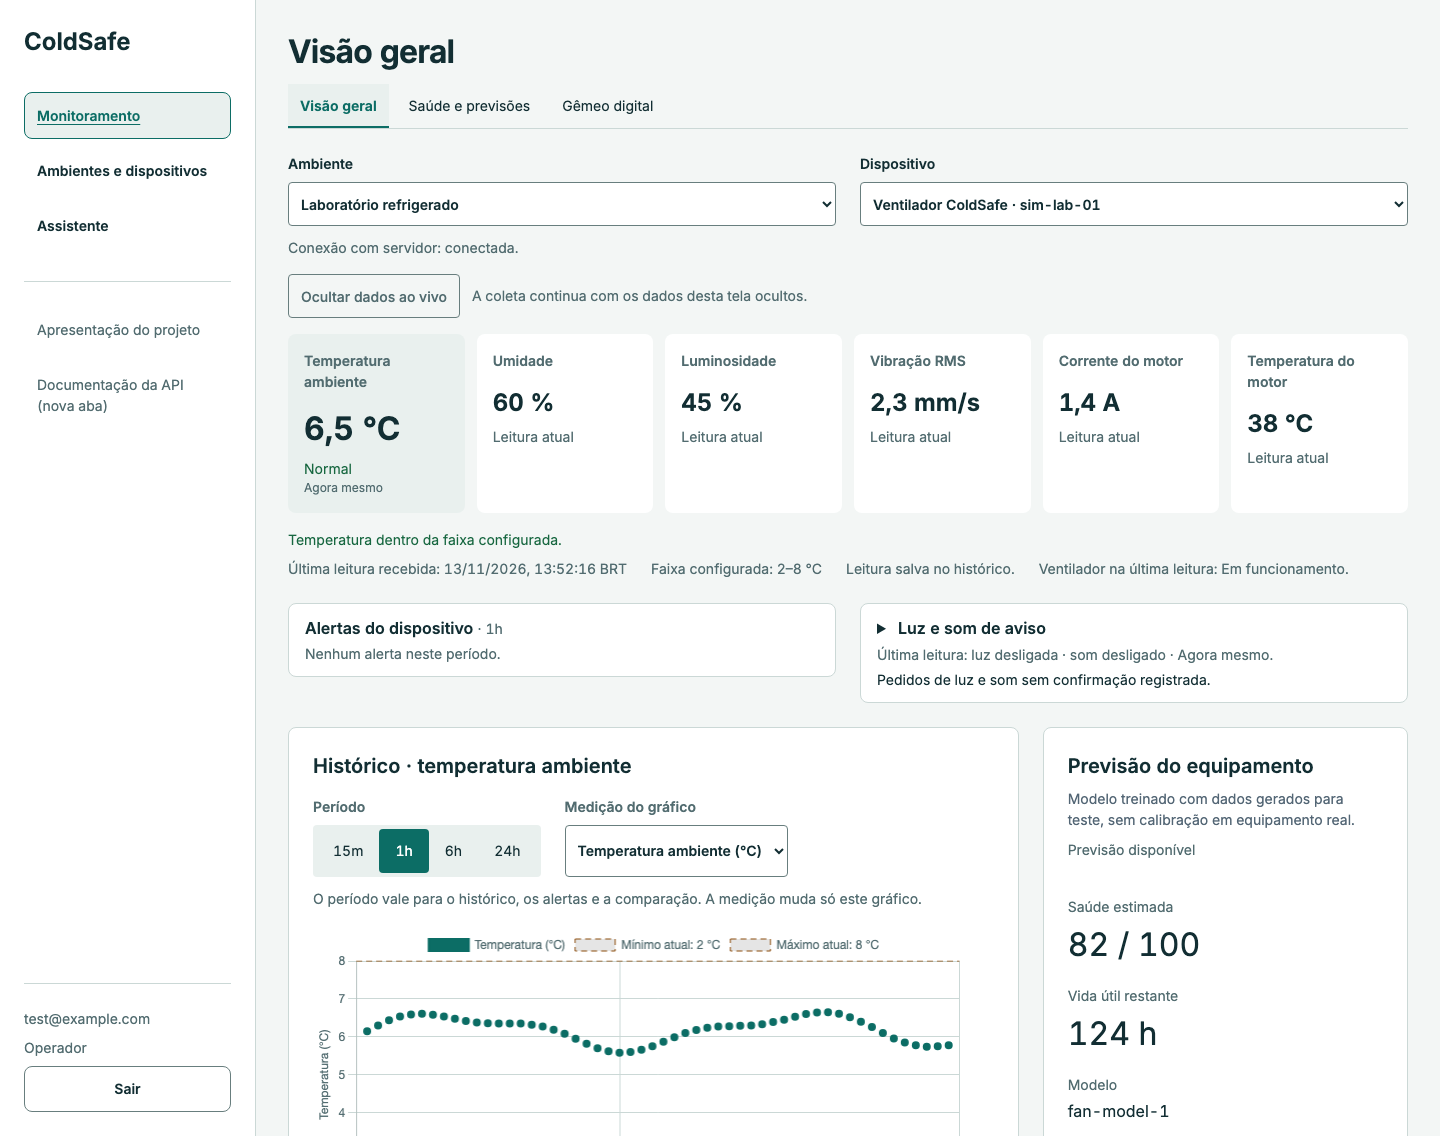 ColdSafe
Monitoramento
Ambientes e dispositivos
Assistente
Apresentação do projeto
Documentação da API
(nova aba)
test@example.com
Operador
Sair
Visão geral
Visão geral
Saúde e previsões
Gêmeo digital
Ambiente
Laboratório refrigerado
Dispositivo
Ventilador ColdSafe · sim-lab-01
Conexão com servidor: conectada.
Ocultar dados ao vivo
A coleta continua com os dados desta tela ocultos.
Temperatura
ambiente
6,5 °C
Normal
Agora mesmo
Umidade
60 %
Leitura atual
Luminosidade
45 %
Leitura atual
Vibração RMS
2,3 mm/s
Leitura atual
Corrente do motor
1,4 A
Leitura atual
Temperatura do
motor
38 °C
Leitura atual
Temperatura dentro da faixa configurada.
Última leitura recebida: 13/11/2026, 13:52:16 BRT
Faixa configurada: 2–8 °C
Leitura salva no histórico.
Ventilador na última leitura: Em funcionamento.
Alertas do dispositivo · 1h
Nenhum alerta neste período.
Luz e som de aviso
Última leitura: luz desligada · som desligado · Agora mesmo.
Pedidos de luz e som sem confirmação registrada.
Histórico · temperatura ambiente
Período
15m
1h
6h
24h
Medição do gráfico
Temperatura ambiente (°C)
O período vale para o histórico, os alertas e a comparação. A medição muda só este gráfico.
Temperatura (°C)
Mínimo atual: 2 °C
Máximo atual: 8 °C
8
7
6
5
4
Temperatura (°C)
Previsão do equipamento
Modelo treinado com dados gerados para
teste, sem calibração em equipamento real.
Previsão disponível
Saúde estimada
82 / 100
Vida útil restante
124 h
Modelo
fan-model-1